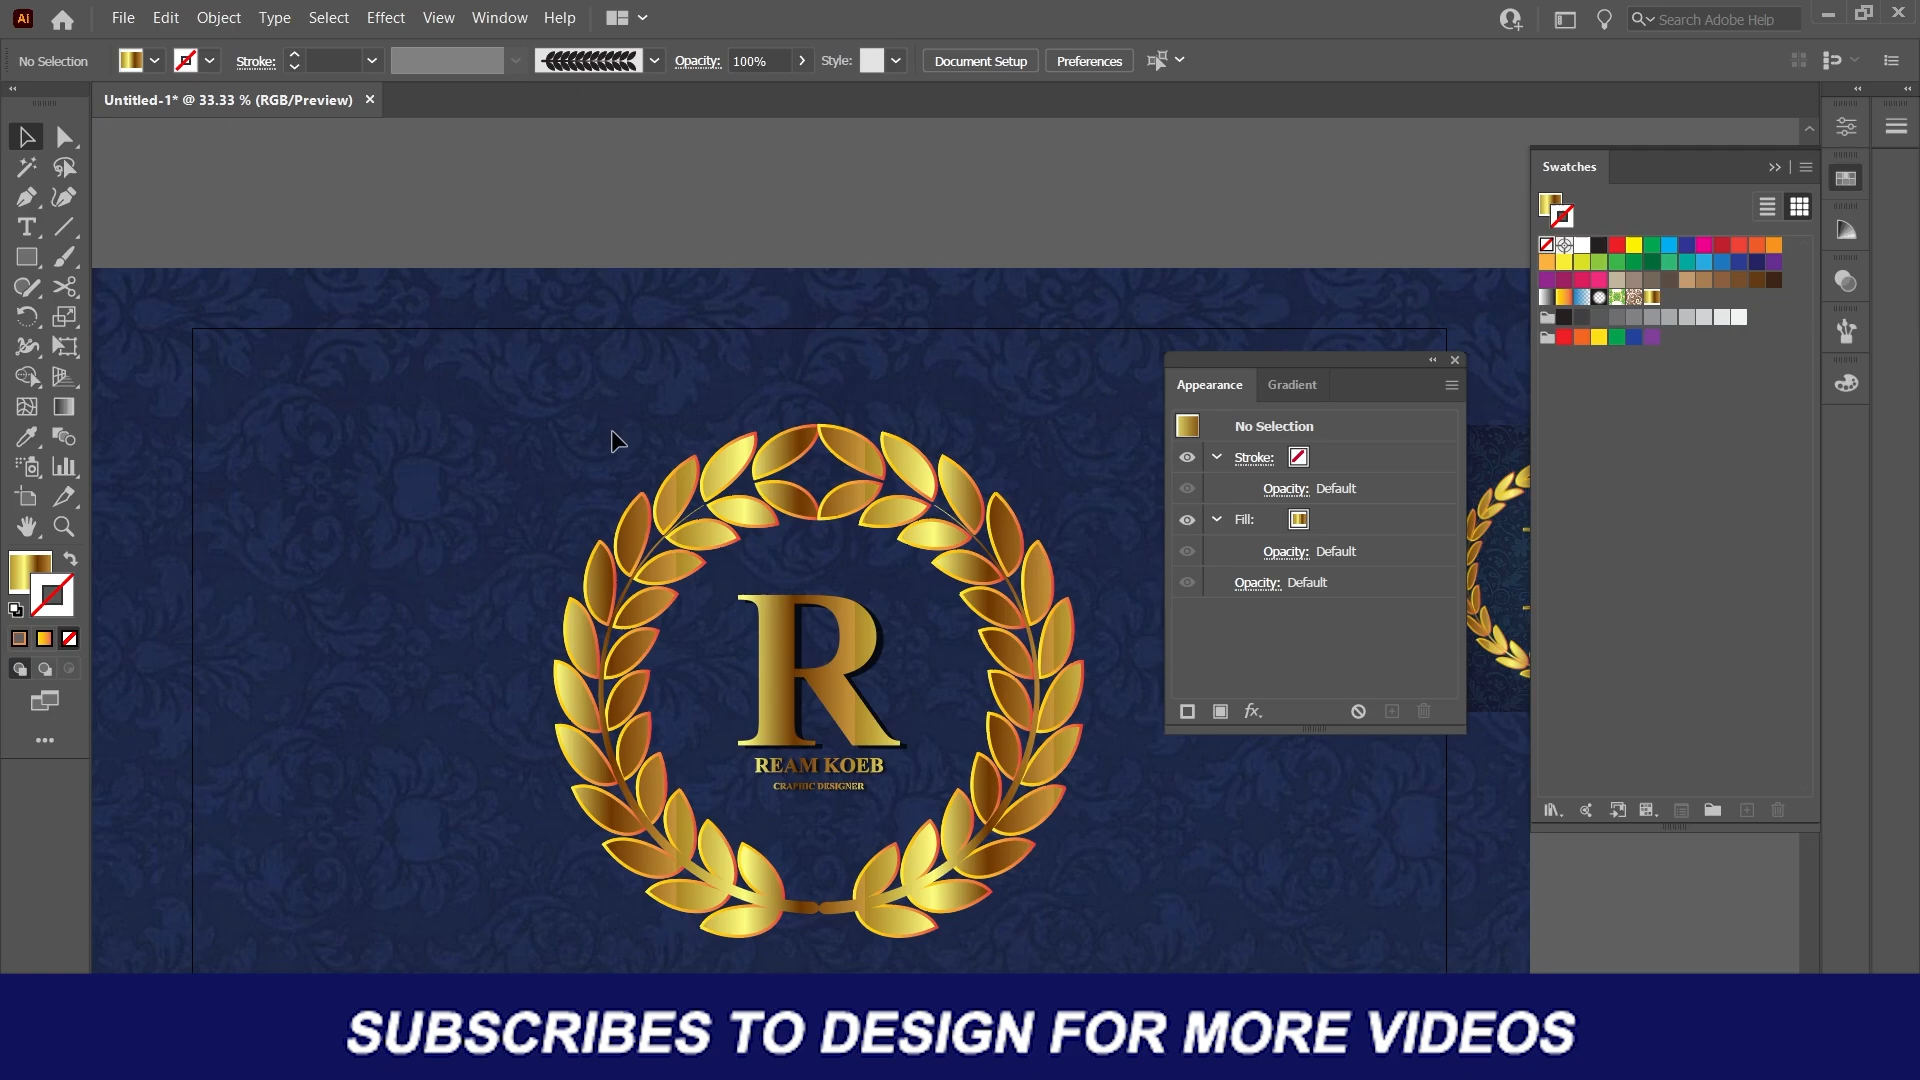 Ai File Edit Object Type Select Effect View Window Help Search Adobe Help
No Selection Stroke: Opacity: 100% Style: Document Setup Preferences
Untitled-1* @ 33.33 % (RGB/Preview)
Swatches
Appearance Gradient
No Selection
Stroke:
Opacity: Default
Fill:
Opacity: Default
Opacity: Default
fx
R
REAM KOEB
GRAPHIC DESIGNER
SUBSCRIBES TO DESIGN FOR MORE VIDEOS